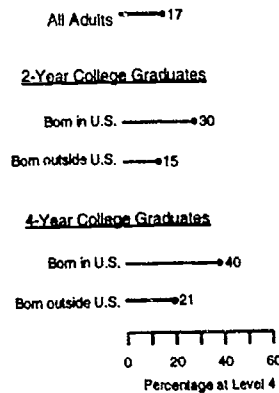 All Adults 17
2-Year College Graduates
Born in U.S. 30
Born outside U.S. 15
4-Year College Graduates
Born in U.S. 40
Born outside U.S. 21
0 20 40 60
Percentage at Level 4